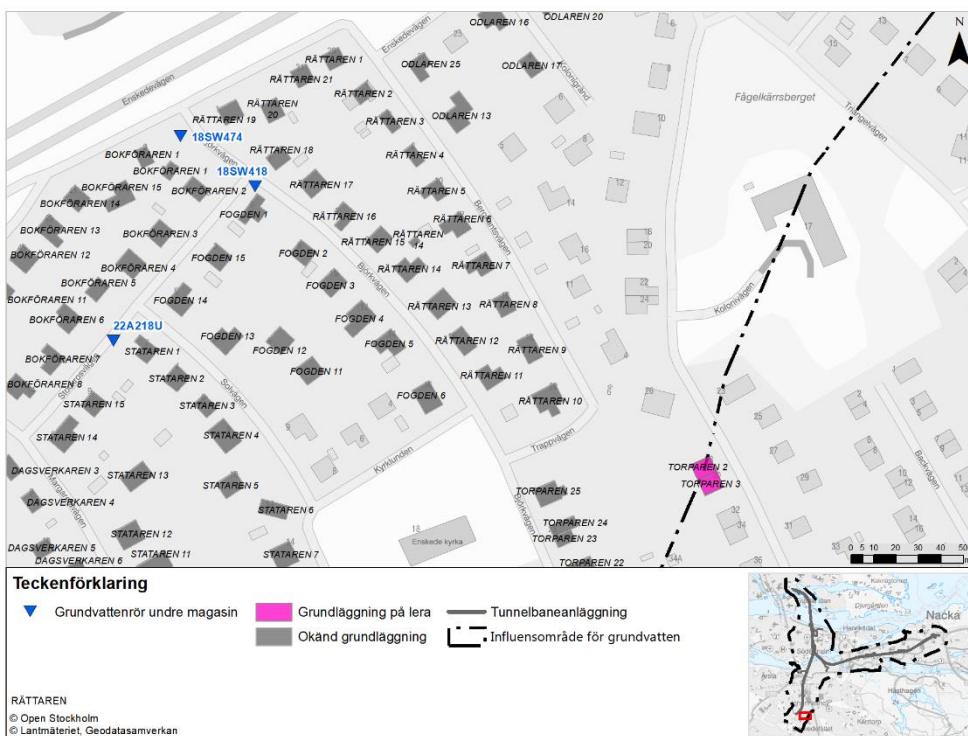 ODLAREN 16
ODLAREN 20
N
Enskedevägen
RÄTTAREN 1
RÄTTAREN 21
ODLAREN 25
ODLAREN 17
Kolonigränd
Fågelkärrsberget
Triangelvägen
Enskedevägen
RÄTTAREN 2
RÄTTAREN
20
RÄTTAREN 19
RÄTTAREN 3
ODLAREN 13
18SW474
BOKFÖRAREN 1
BOKFÖRAREN 1
RÄTTAREN 18
RÄTTAREN 4
18SW418
BOKFÖRAREN 15
BOKFÖRAREN 2
BOKFÖRAREN 14
RÄTTAREN 17
RÄTTAREN 5
FOGDEN 1
RÄTTAREN 16
RÄTTAREN 6
BOKFÖRAREN 13
BOKFÖRAREN 3
RÄTTAREN
14
RÄTTAREN 15
BOKFÖRAREN 12
FOGDEN 15
FOGDEN 2
BOKFÖRAREN 4
RÄTTAREN 14
RÄTTAREN 7
Björkvägen
BOKFÖRAREN 5
FOGDEN 3
BOKFÖRAREN 11
FOGDEN 14
RÄTTAREN 13
RÄTTAREN 8
Kolonivägen
BOKFÖRAREN 6
22A218U
FOGDEN 4
FOGDEN 13
FOGDEN 12
FOGDEN 5
RÄTTAREN 12
RÄTTAREN 9
BOKFÖRAREN 7
STATAREN 1
FOGDEN 11
RÄTTAREN 11
BOKFÖRAREN 8
STATAREN 2
Solvägen
FOGDEN 6
RÄTTAREN 10
STATAREN 15
STATAREN 3
STATAREN 14
STATAREN 4
Trappvägen
Kyrklunden
Backvägen
DAGSVERKAREN 3
STATAREN 13
STATAREN 5
TORPAREN 2
TORPAREN 3
DAGSVERKAREN 4
STATAREN 6
TORPAREN 25
Björkvägen
STATAREN 12
TORPAREN 24
TORPAREN 23
DAGSVERKAREN 5
STATAREN 11
STATAREN 7
Enskede kyrka
TORPAREN 22
DAGSVERKAREN 6
0 5 10 20 30 40 50
Teckenförklaring
Grundvattenrör undre magasin
Grundläggning på lera
Okänd grundläggning
Tunnelbaneanläggning
Influensområde för grundvatten
Nacka
RÄTTAREN
© Open Stockholm
© Lantmäteriet, Geodatasamverkan